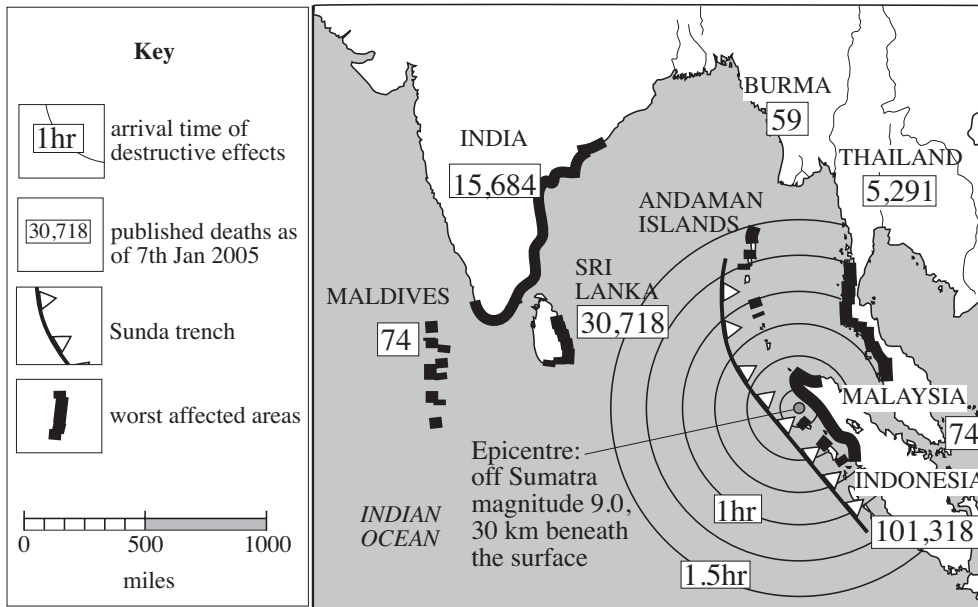 Key
1hr
arrival time of
destructive effects
30,718
published deaths as
of 7th Jan 2005
Sunda trench
worst affected areas
0
500
1000
miles
BURMA
59
INDIA
15,684
THAILAND
5,291
ANDAMAN
ISLANDS
SRI
LANKA
30,718
MALDIVES
74
MALAYSIA
74
Epicentre:
off Sumatra
magnitude 9.0,
30 km beneath
the surface
INDONESIA
101,318
INDIAN
OCEAN
1hr
1.5hr